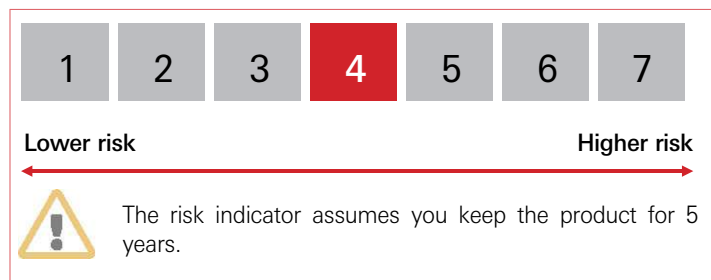 1 2 3 4 5 6 7
Lower risk Higher risk
The risk indicator assumes you keep the product for 5
years.